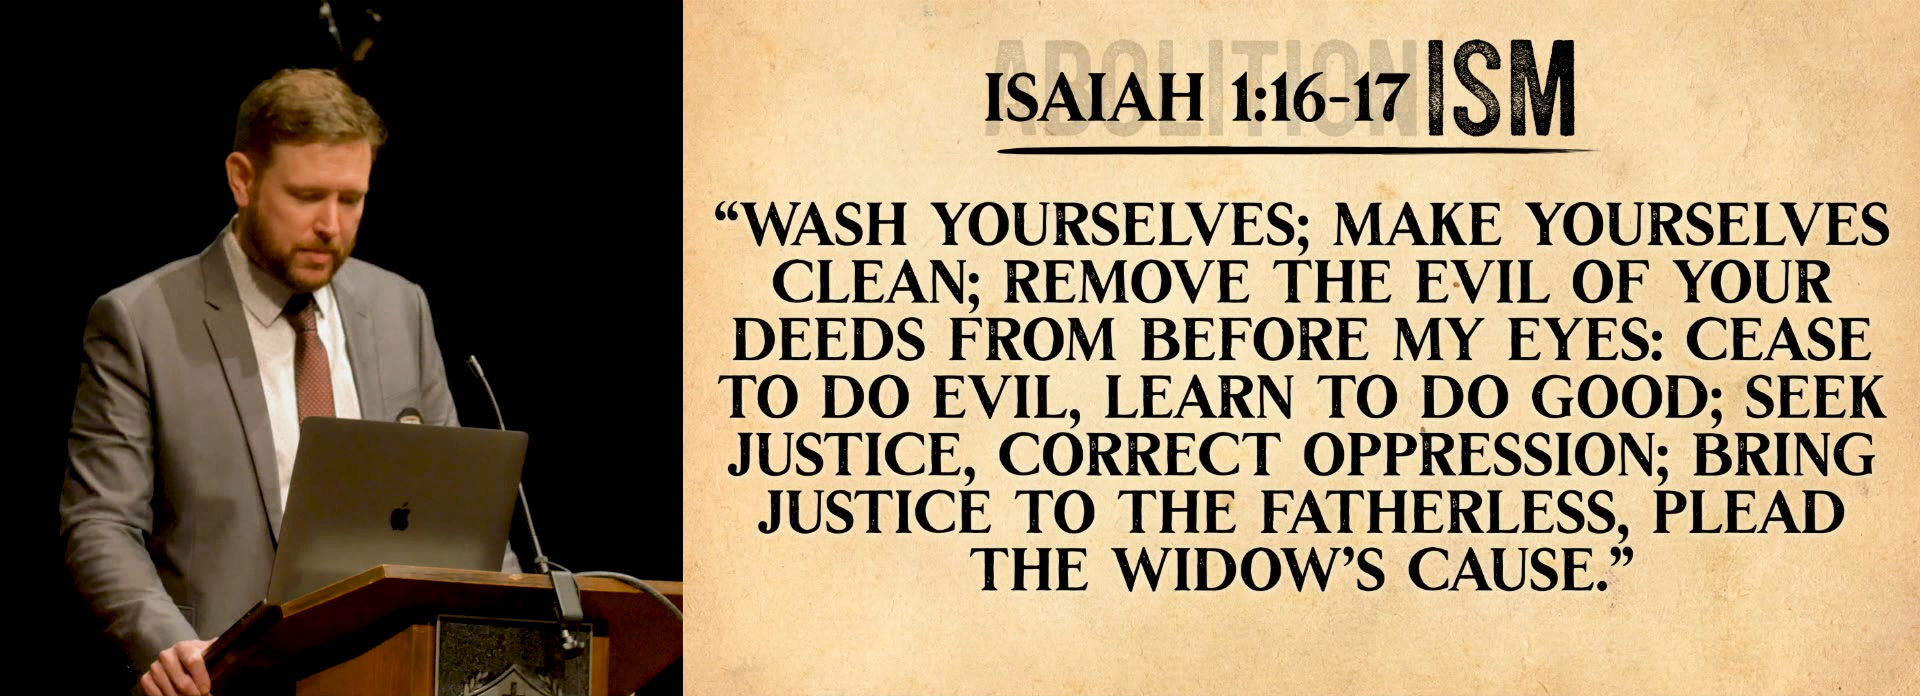 ABOLITIONISM
ISAIAH 1:16-17
“WASH YOURSELVES; MAKE YOURSELVES
CLEAN; REMOVE THE EVIL OF YOUR
DEEDS FROM BEFORE MY EYES: CEASE
TO DO EVIL, LEARN TO DO GOOD; SEEK
JUSTICE, CORRECT OPPRESSION; BRING
JUSTICE TO THE FATHERLESS, PLEAD
THE WIDOW’S CAUSE.”